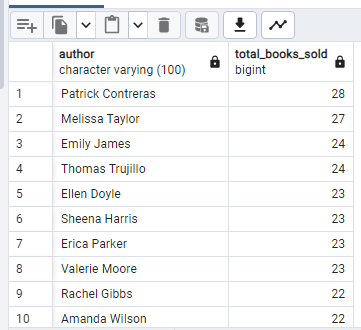 author total_books_sold
character varying (100) bigint
1 Patrick Contreras 28
2 Melissa Taylor 27
3 Emily James 24
4 Thomas Trujillo 24
5 Ellen Doyle 23
6 Sheena Harris 23
7 Erica Parker 23
8 Valerie Moore 23
9 Rachel Gibbs 22
10 Amanda Wilson 22